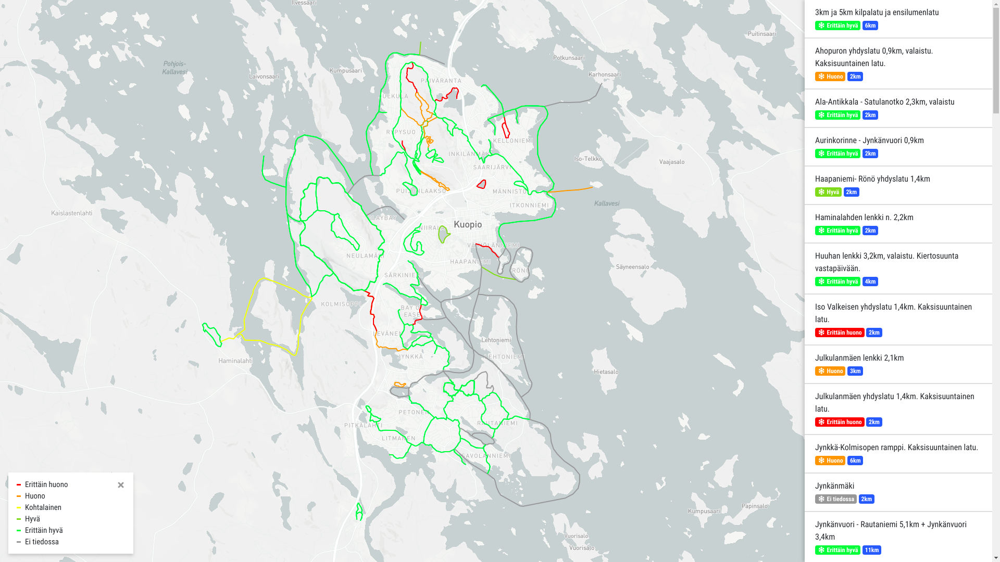 Ilvessaari
Puitinsaari
Potkunsaari
Pohjois-
Kallavesi
Kumpusaari
Laivonsaari
Karhonsaari
PÄIVÄRANTA
JULKULA
RYPYSUO
KELLONIEMI
INKILÄNMÄKI
Iso-Telkko
Vaajasalo
SAARIJÄRVI
PUIJONLAAKSO
MÄNNISTÖ
ITKONNIEMI
Kallavesi
Kaislastenlahti
SLAYBAY
NIIRALA
Kuopio
VÄINÖLÄNNIEMI
NEULAMÄKI
HAAPANIEMI
Säyneensalo
RÖNÖ
SÄRKINIEMI
KOLMISOPPI
BAY OF
EASE
LEVÄNEN
Lehtoniemi
JYNKKÄ
LEHTONIEMI
Haminalahti
Hietasalo
PETONEN
PITKÄLAHTI
RAUTANIEMI
LITMANEN
SAVOLANNIEMI
Kumpusaari
Papinsalo
Vuorisalo
Vuorisalo
Erittäin huono
Huono
Kohtalainen
Hyvä
Erittäin hyvä
Ei tiedossa
3km ja 5km kilpalatu ja ensilumenlatu
Erittäin hyvä 6km
Ahopuron yhdyslatu 0,9km, valaistu.
Kaksisuuntainen latu.
Huono 2km
Ala-Antikkala - Satulanotko 2,3km, valaistu
Erittäin hyvä 2km
Aurinkorinne - Jynkänvuori 0,9km
Erittäin hyvä 2km
Haapaniemi- Rönö yhdyslatu 1,4km
Hyvä 2km
Haminalahden lenkki n. 2,2km
Erittäin hyvä 2km
Huuhan lenkki 3,2km, valaistu. Kiertosuunta
vastapäivään.
Erittäin hyvä 4km
Iso Valkeisen yhdyslatu 1,4km. Kaksisuuntainen
latu.
Erittäin huono 2km
Julkulanmäen lenkki 2,1km
Huono 3km
Julkulanmäen yhdyslatu 1,4km. Kaksisuuntainen
latu.
Erittäin huono 2km
Jynkkä-Kolmisopen ramppi. Kaksisuuntainen latu.
Huono 6km
Jynkänmäki
Ei tiedossa 2km
Jynkänvuori - Rautaniemi 5,1km + Jynkänvuori
3,4km
Erittäin hyvä 11km